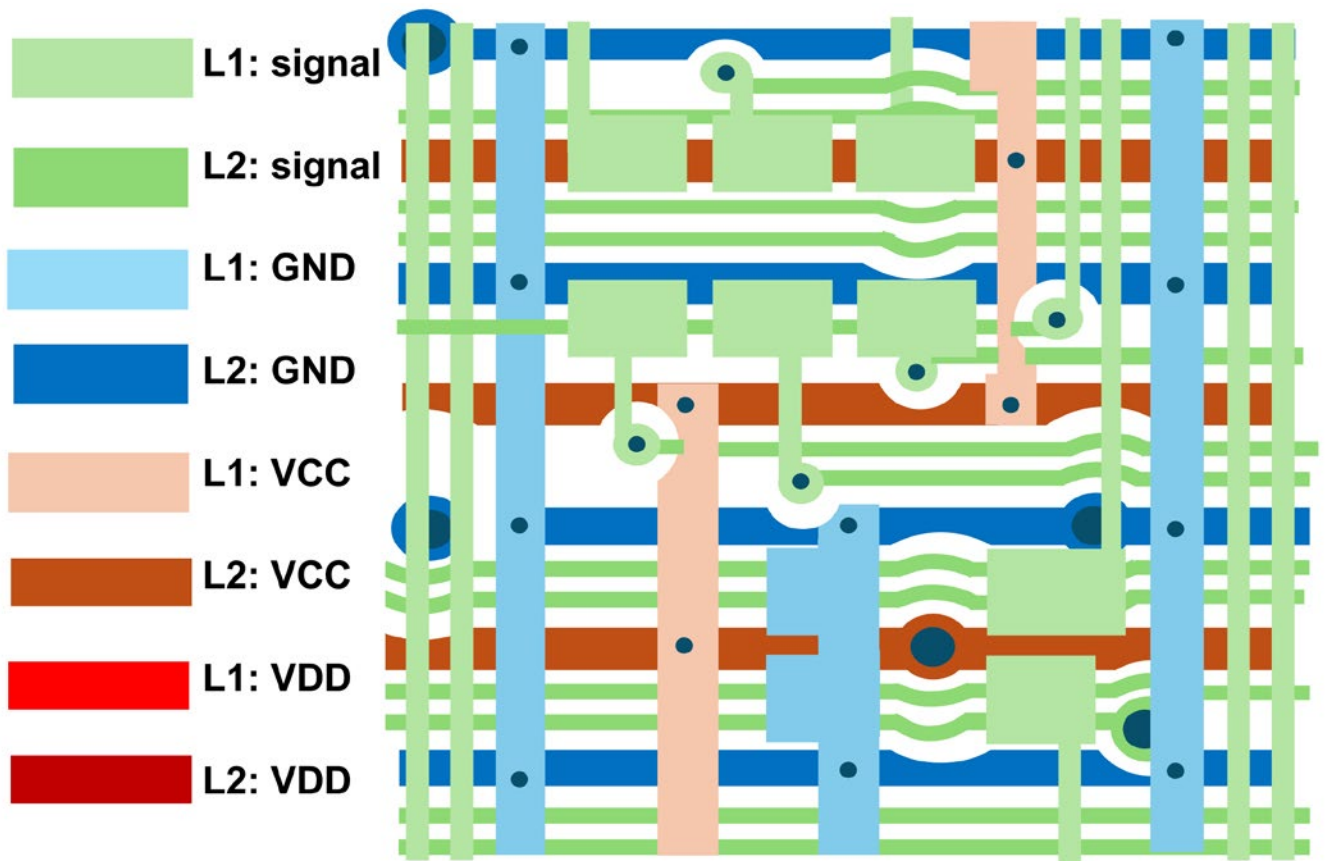 L1: signal
L2: signal
L1: GND
L2: GND
L1: VCC
L2: VCC
L1: VDD
L2: VDD